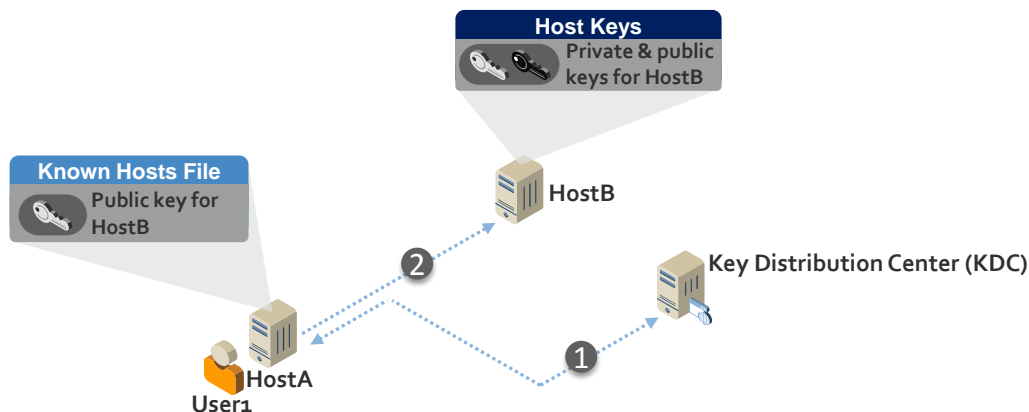 Host Keys
Private & public
keys for HostB
Known Hosts File
Public key for
HostB
HostB
2
Key Distribution Center (KDC)
1
HostA
User1